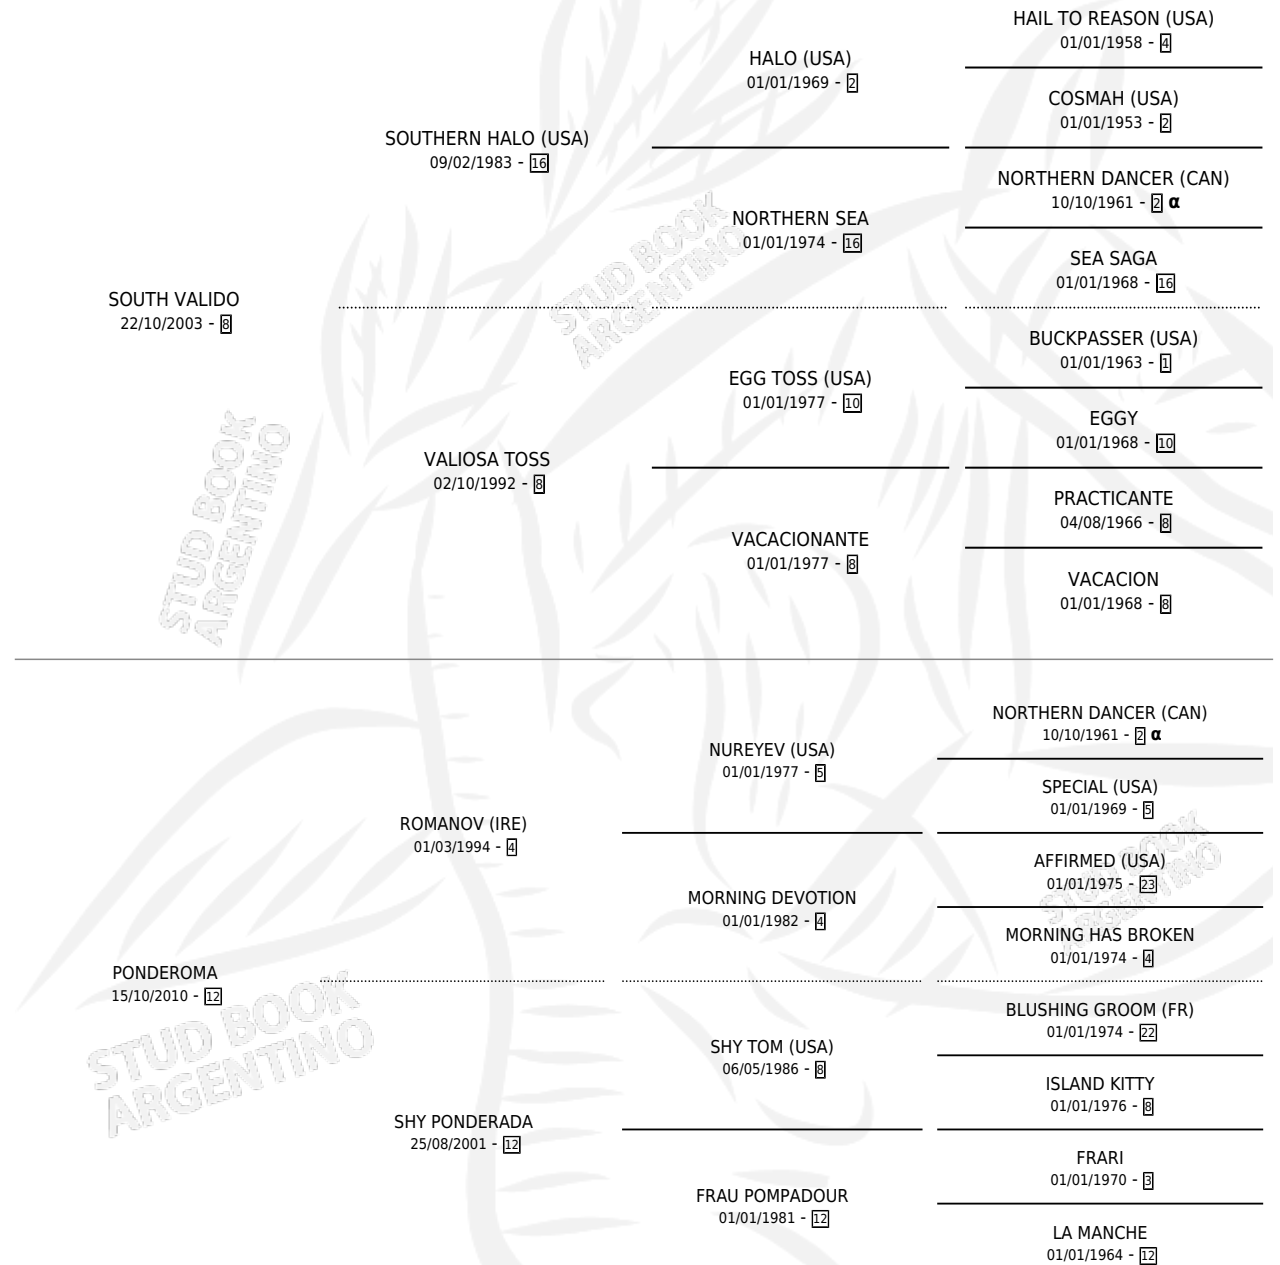 HAIL TO REASON (USA)
01/01/1958 - 4
HALO (USA)
01/01/1969 - 2
COSMAH (USA)
01/01/1953 - 2
SOUTHERN HALO (USA)
09/02/1983 - 16
NORTHERN DANCER (CAN)
10/10/1961 - 2 α
NORTHERN SEA
01/01/1974 - 16
SEA SAGA
01/01/1968 - 16
SOUTH VALIDO
22/10/2003 - 8
STUD BOOK
ARGENTINO
BUCKPASSER (USA)
01/01/1963 - 1
EGG TOSS (USA)
01/01/1977 - 10
EGGY
01/01/1968 - 10
VALIOSA TOSS
02/10/1992 - 8
PRACTICANTE
04/08/1966 - 8
VACACIONANTE
01/01/1977 - 8
VACACION
01/01/1968 - 8
STUD BOOK
ARGENTINO
NORTHERN DANCER (CAN)
10/10/1961 - 2 α
NUREYEV (USA)
01/01/1977 - 5
SPECIAL (USA)
01/01/1969 - 5
ROMANOV (IRE)
01/03/1994 - 4
AFFIRMED (USA)
01/01/1975 - 23
MORNING DEVOTION
01/01/1982 - 4
MORNING HAS BROKEN
01/01/1974 - 4
STUD BOOK
ARGENTINO
PONDEROMA
15/10/2010 - 12
STUD BOOK
ARGENTINO
BLUSHING GROOM (FR)
01/01/1974 - 22
SHY TOM (USA)
06/05/1986 - 8
ISLAND KITTY
01/01/1976 - 8
SHY PONDERADA
25/08/2001 - 12
FRARI
01/01/1970 - 3
FRAU POMPADOUR
01/01/1981 - 12
LA MANCHE
01/01/1964 - 12